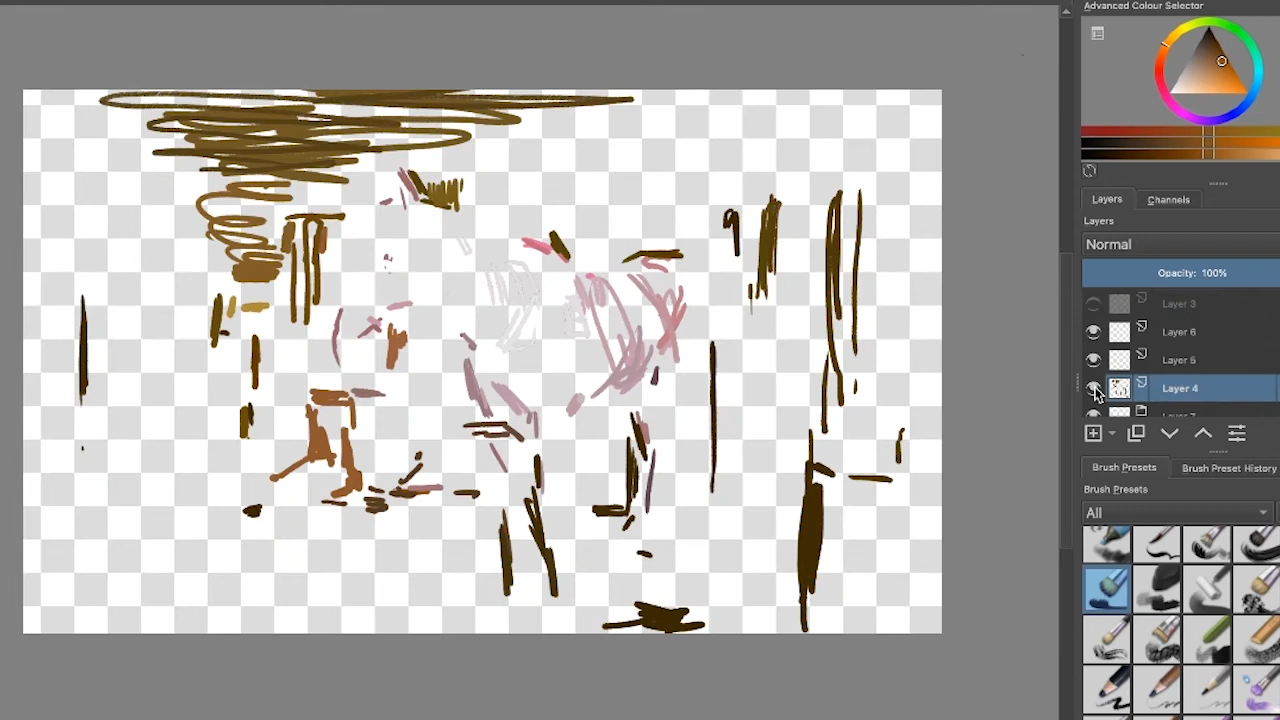 Advanced Colour Selector
Layers Channels
Layers
Normal
Opacity: 100%
Layer 3
Layer 6
Layer 5
Layer 4
Brush Presets Brush Preset History
Brush Presets
All